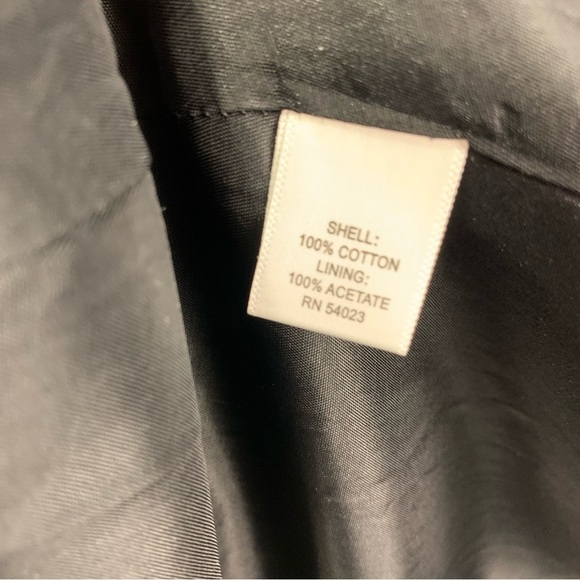 SHELL:
100% COTTON
LINING:
100% ACETATE
RN 54023